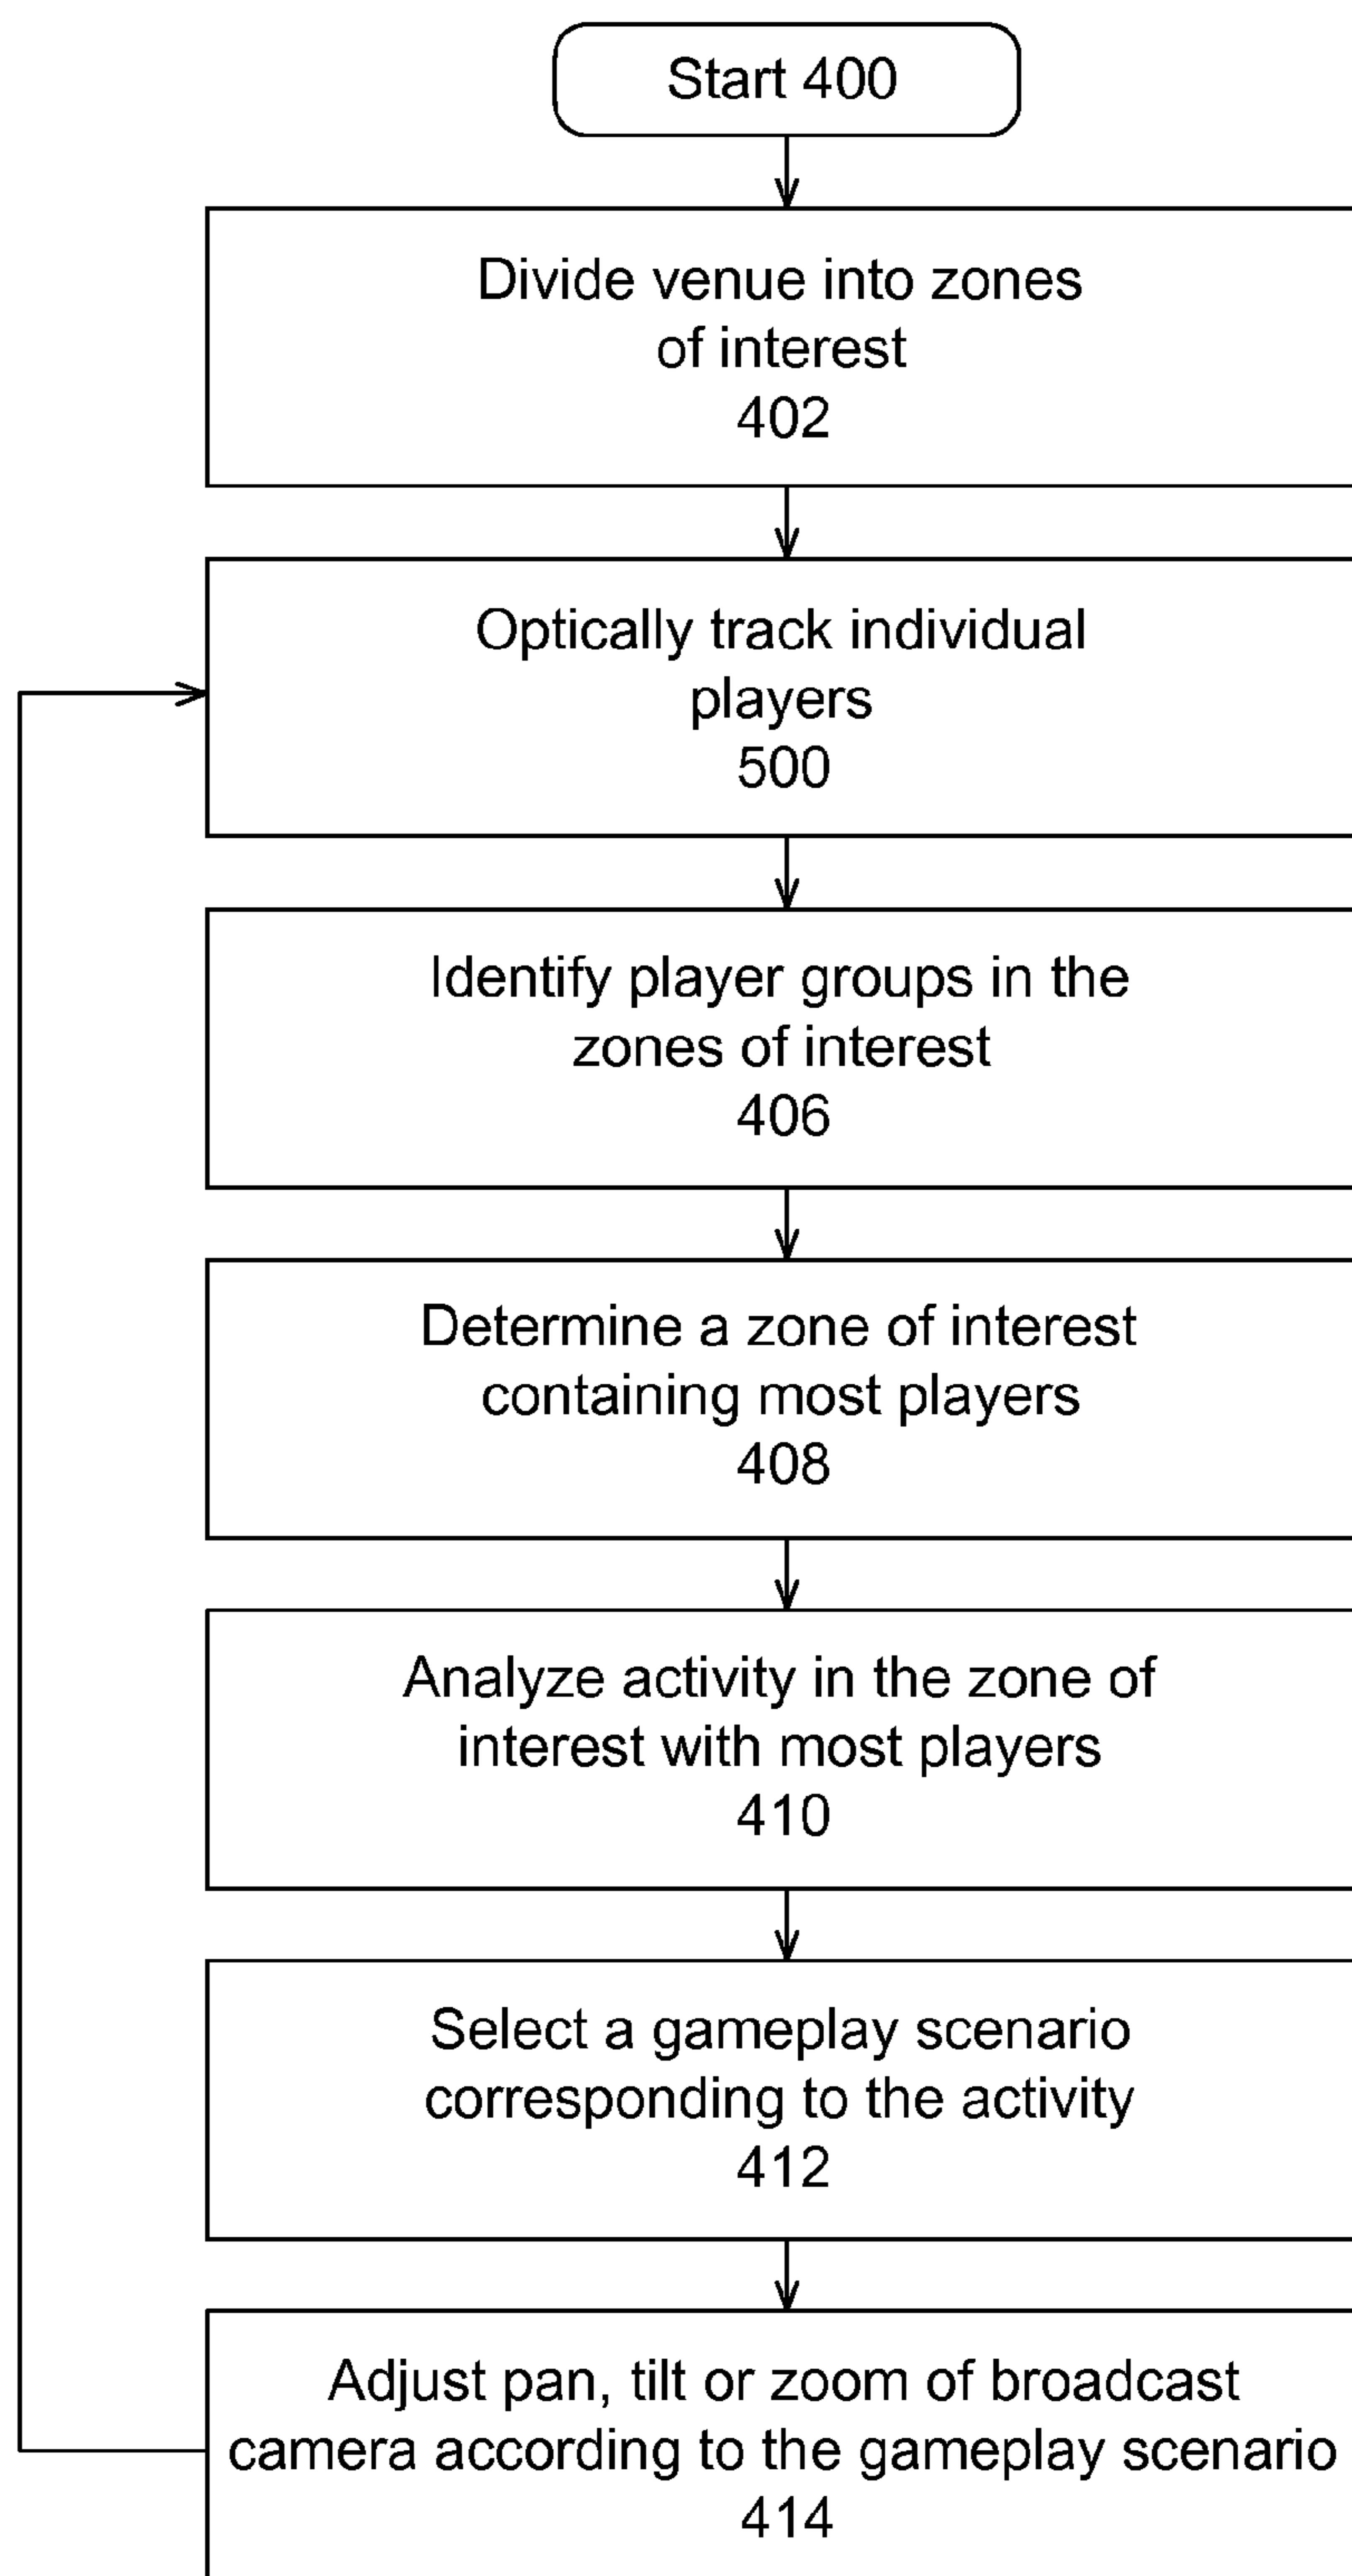 Start 400
Divide venue into zones
of interest
402
Optically track individual
players
500
Identify player groups in the
zones of interest
406
Determine a zone of interest
containing most players
408
Analyze activity in the zone of
interest with most players
410
Select a gameplay scenario
corresponding to the activity
412
Adjust pan, tilt or zoom of broadcast
camera according to the gameplay scenario
414